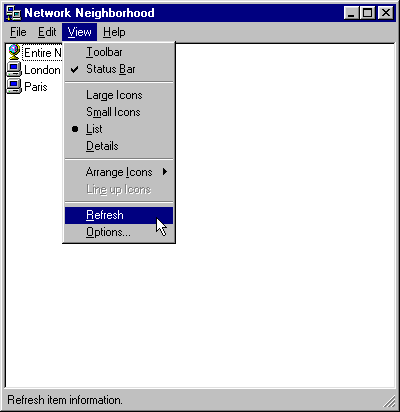 Network Neighborhood
File Edit View Help
Entire N
London
Paris
Toolbar
Status Bar
Large Icons
Small Icons
List
Details
Arrange Icons
Line up Icons
Refresh
Options...
Refresh item information.